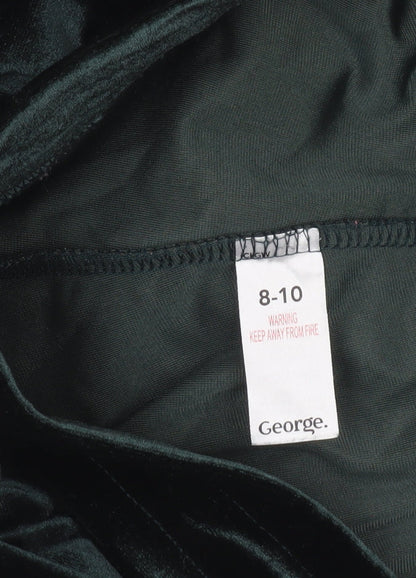 8-10
WARNING
KEEP AWAY FROM FIRE
George.